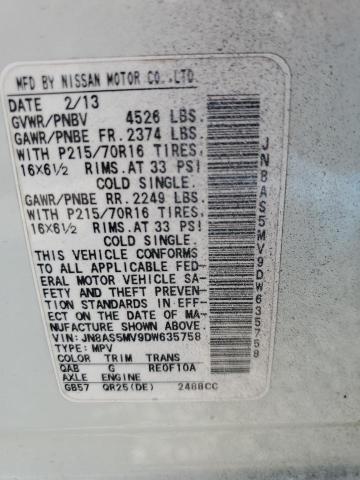 MFD BY NISSAN MOTOR CO.,LTD.
DATE 2/13
GVWR/PNBV 4526 LBS.
GAWR/PNBE FR. 2374 LBS.
WITH P215/70R16 TIRES.
16X6½ RIMS.AT 33 PSI
COLD SINGLE.
GAWR/PNBE RR. 2249 LBS.
WITH P215/70R16 TIRES.
16X6½ RIMS.AT 33 PSI
COLD SINGLE.
THIS VEHICLE CONFORMS
TO ALL APPLICABLE FED-
ERAL MOTOR VEHICLE SA-
FETY AND THEFT PREVEN-
TION STANDARDS IN EFF-
ECT ON THE DATE OF MA-
NUFACTURE SHOWN ABOVE.
VIN:JN8AS5MV9DW635758
TYPE:MPV
COLOR TRIM TRANS
QAB G RE0F10A
AXLE ENGINE
GB57 QR25(DE) 2488CC
JN8AS5MV9DW635758